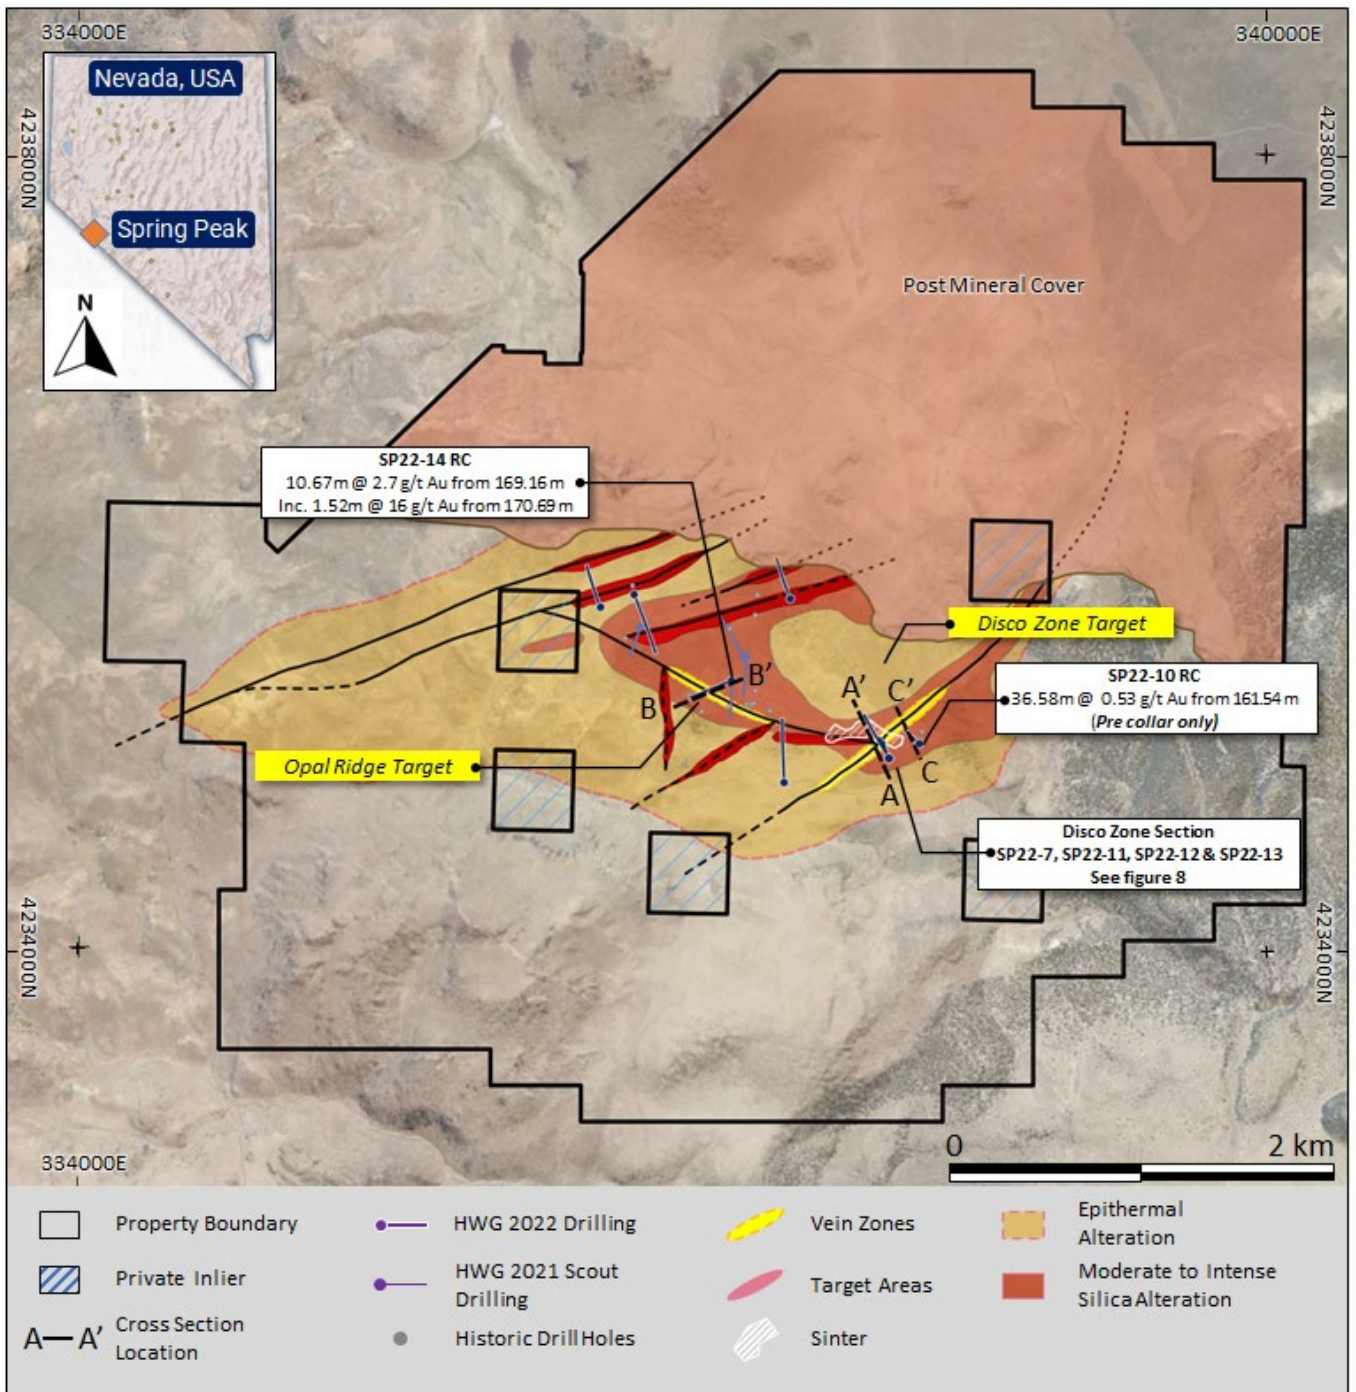 334000E
340000E
Nevada, USA
4238000N
4238000N
Spring Peak
N
Post Mineral Cover
SP22-14 RC
10.67m @ 2.7 g/t Au from 169.16 m
Inc. 1.52m @ 16 g/t Au from 170.69 m
Disco Zone Target
SP22-10 RC
36.58m @ 0.53 g/t Au from 161.54 m
(Pre collar only)
B'
B
A'
C'
C
A
Opal Ridge Target
Disco Zone Section
SP22-7, SP22-11, SP22-12 & SP22-13
See figure 8
4234000N
4234000N
0
2 km
334000E
Property Boundary
HWG 2022 Drilling
Vein Zones
Epithermal
Alteration
Private Inlier
HWG 2021 Scout
Drilling
Target Areas
Moderate to Intense
Silica Alteration
A
A'
Cross Section
Location
Historic Drill Holes
Sinter